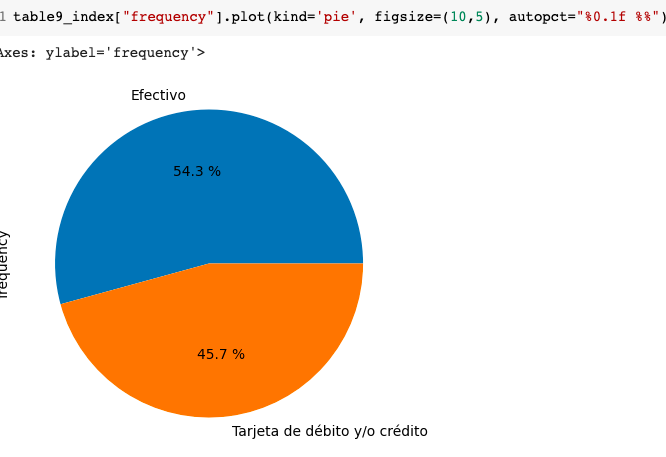 1 table9_index["frequency"].plot(kind='pie', figsize=(10,5), autopct="%0.1f %%")
Axes: ylabel='frequency'>
Efectivo
54.3 %
frequency
45.7 %
Tarjeta de débito y/o crédito